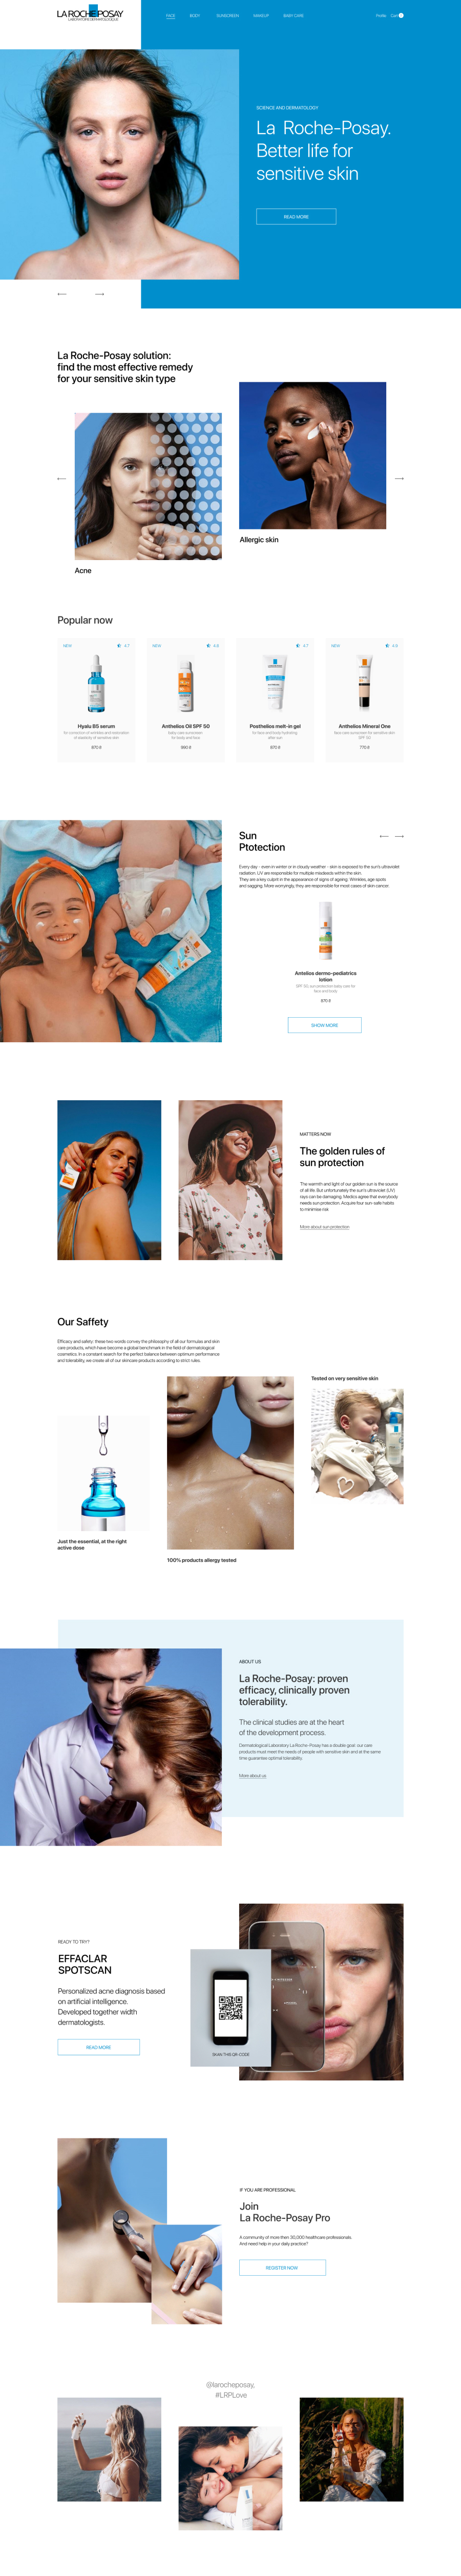 LA ROCHE POSAY
LABORATOIRE DERMATOLOGIQUE
FACE
BODY
SUNSCREEN
MAKEUP
BABY CARE
Profile
Cart
SCIENCE AND DERMATOLOGY
La Roche-Posay.
Better life for
sensitive skin
READ MORE
La Roche-Posay solution:
find the most effective remedy
for your sensitive skin type
Acne
Allergic skin
Popular now
NEW
4.7
Hyalu B5 serum
for correction of wrinkles and restoration
of elasticity of sensitive skin
870 ₴
NEW
4.9
Anthelios Oil SPF 50
baby care sunscreen
for body and face
4.7
Posthelios melt-in gel
for face and body hydrating
after sun
870 ₴
NEW
4.9
Anthelios Mineral One
face care sunscreen for sensitive skin
SPF 50
770 ₴
Sun
Ptotection
Every day - even in winter or in cloudy weather - skin is exposed to the sun's ultraviolet
radiation. UV are responsible for multiple misdeeds within the skin.
They are a key culprit in the appearance of signs of ageing: Wrinkles, age spots
and sagging. More worryingly, they are responsible for most cases of skin cancer.
Antelios dermo-pediatrics
lotion
SPF 50, sun protection baby care for
face and body
870 ₴
SHOW MORE
MATTERS NOW
The golden rules of
sun protection
The warmth and light of our golden sun is the source
of all life. But unfortunately the sun's ultraviolet (UV)
rays can be damaging. Medics agree that everybody
needs sun protection. Acquire four sun-safe habits
to minimise risk
More about sun protection
Our Saffety
Efficacy and safety: these two words convey the philosophy of all our formulas and skin
care products, which have become a global benchmark in the field of dermatological
cosmetics. In a constant search for the perfect balance between optimum performance
and tolerability, we create all of our skincare products according to strict rules:
Tested on very sensitive skin
Just the essential, at the right
active dose
100% products allergy tested
ABOUT US
La Roche-Posay: proven
efficacy, clinically proven
tolerability.
The clinical studies are at the heart
of the development process.
Dermatological Laboratory La Roche-Posay has a double goal: our care
products must meet the needs of people with sensitive skin and at the same
time guarantee optimal tolerability.
More about us
READY TO TRY?
EFFACLAR
SPOTSCAN
Personalized acne diagnosis based
on artificial intelligence.
Developed together width
dermatologists.
READ MORE
SKAN THIS QR-CODE
IF YOU ARE PROFESSIONAL
Join
La Roche-Posay Pro
A community of more then 30,000 healthcare professionals.
And need help in your daily practice?
REGISTER NOW
@larocheposay,
#LRPLove